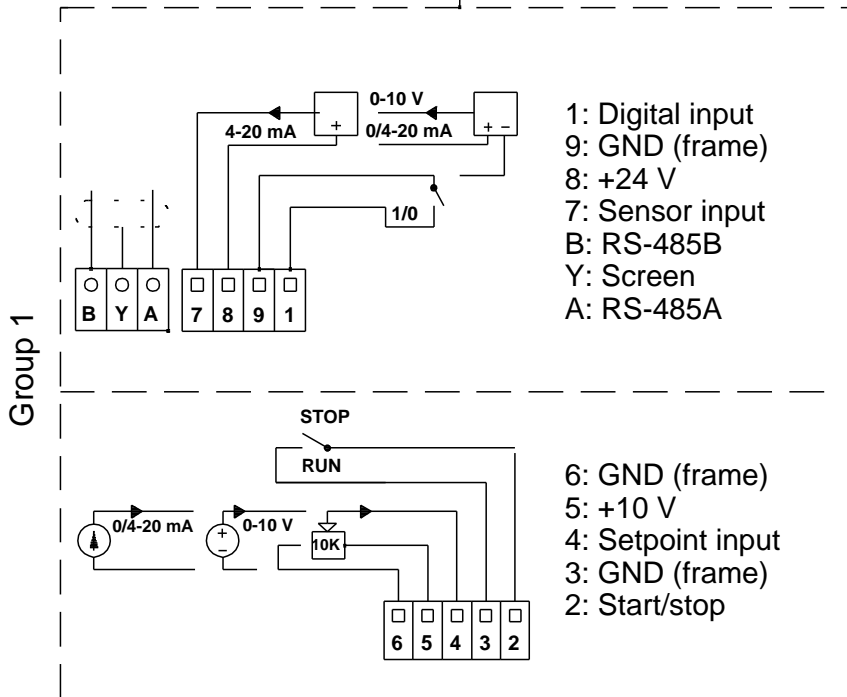 Group 1
0-10 V
4-20 mA
0/4-20 mA
+
+ −
1/0
B Y A
7 8 9 1
1: Digital input
9: GND (frame)
8: +24 V
7: Sensor input
B: RS-485B
Y: Screen
A: RS-485A
STOP
RUN
0/4-20 mA
+
−
0-10 V
10K
6 5 4 3 2
6: GND (frame)
5: +10 V
4: Setpoint input
3: GND (frame)
2: Start/stop